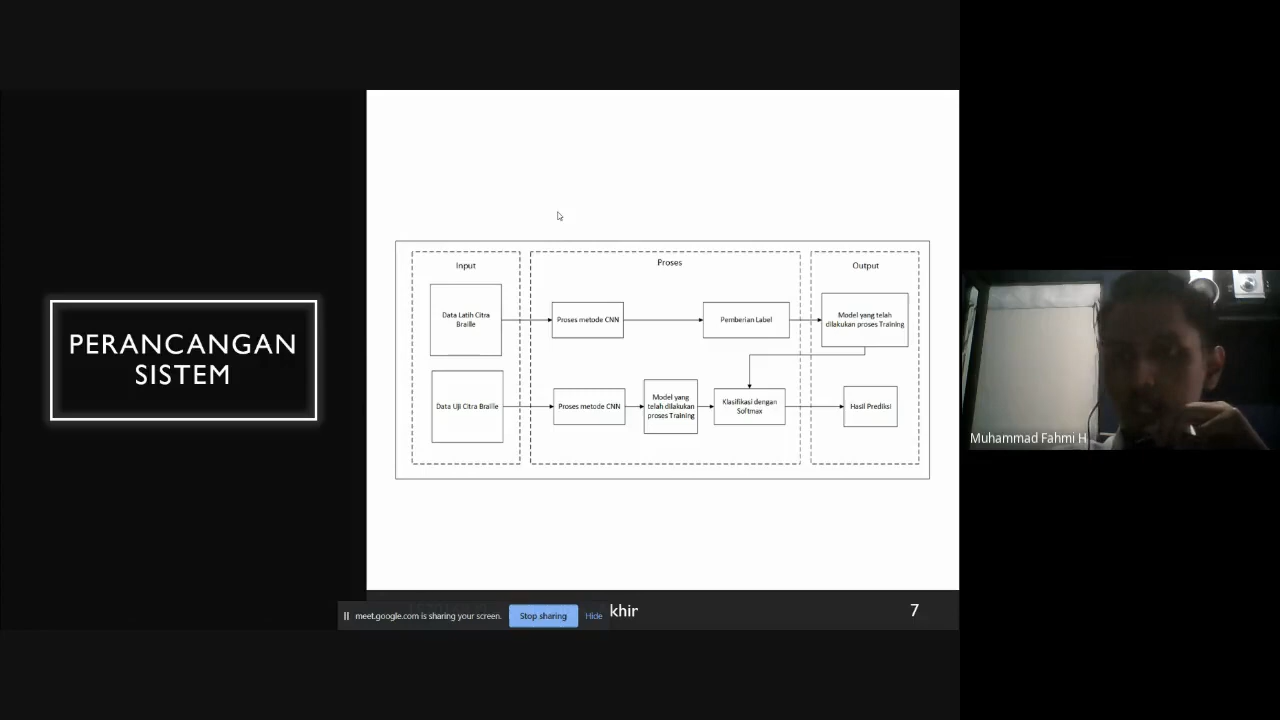 PERANCANGAN
SISTEM
Input
Proses
Output
Data Latih Citra
Braille
Proses metode CNN
Pemberian Label
Model yang telah
dilakukan proses Training
Data Uji Citra Braille
Proses metode CNN
Model yang
telah dilakukan
proses Training
Klasifikasi dengan
Softmax
Hasil Prediksi
Muhammad Fahmi H
meet.google.com is sharing your screen.
Stop sharing
Hide
khir
7